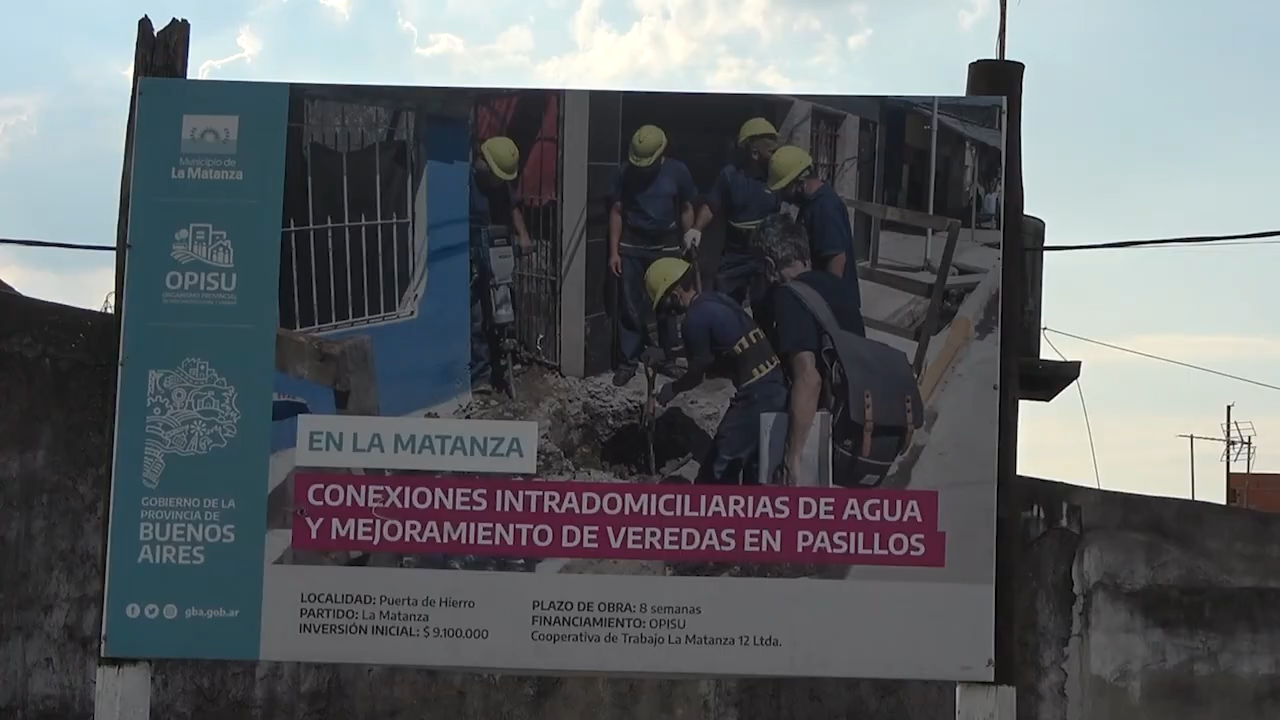 Municipio de
La Matanza
OPISU
ORGANISMO PROVINCIAL
GOBIERNO DE LA
PROVINCIA DE
BUENOS
AIRES
gba.gob.ar
EN LA MATANZA
CONEXIONES INTRADOMICILIARIAS DE AGUA
Y MEJORAMIENTO DE VEREDAS EN PASILLOS
LOCALIDAD: Puerta de Hierro
PARTIDO: La Matanza
INVERSIÓN INICIAL: $ 9.100.000
PLAZO DE OBRA: 8 semanas
FINANCIAMIENTO: OPISU
Cooperativa de Trabajo La Matanza 12 Ltda.